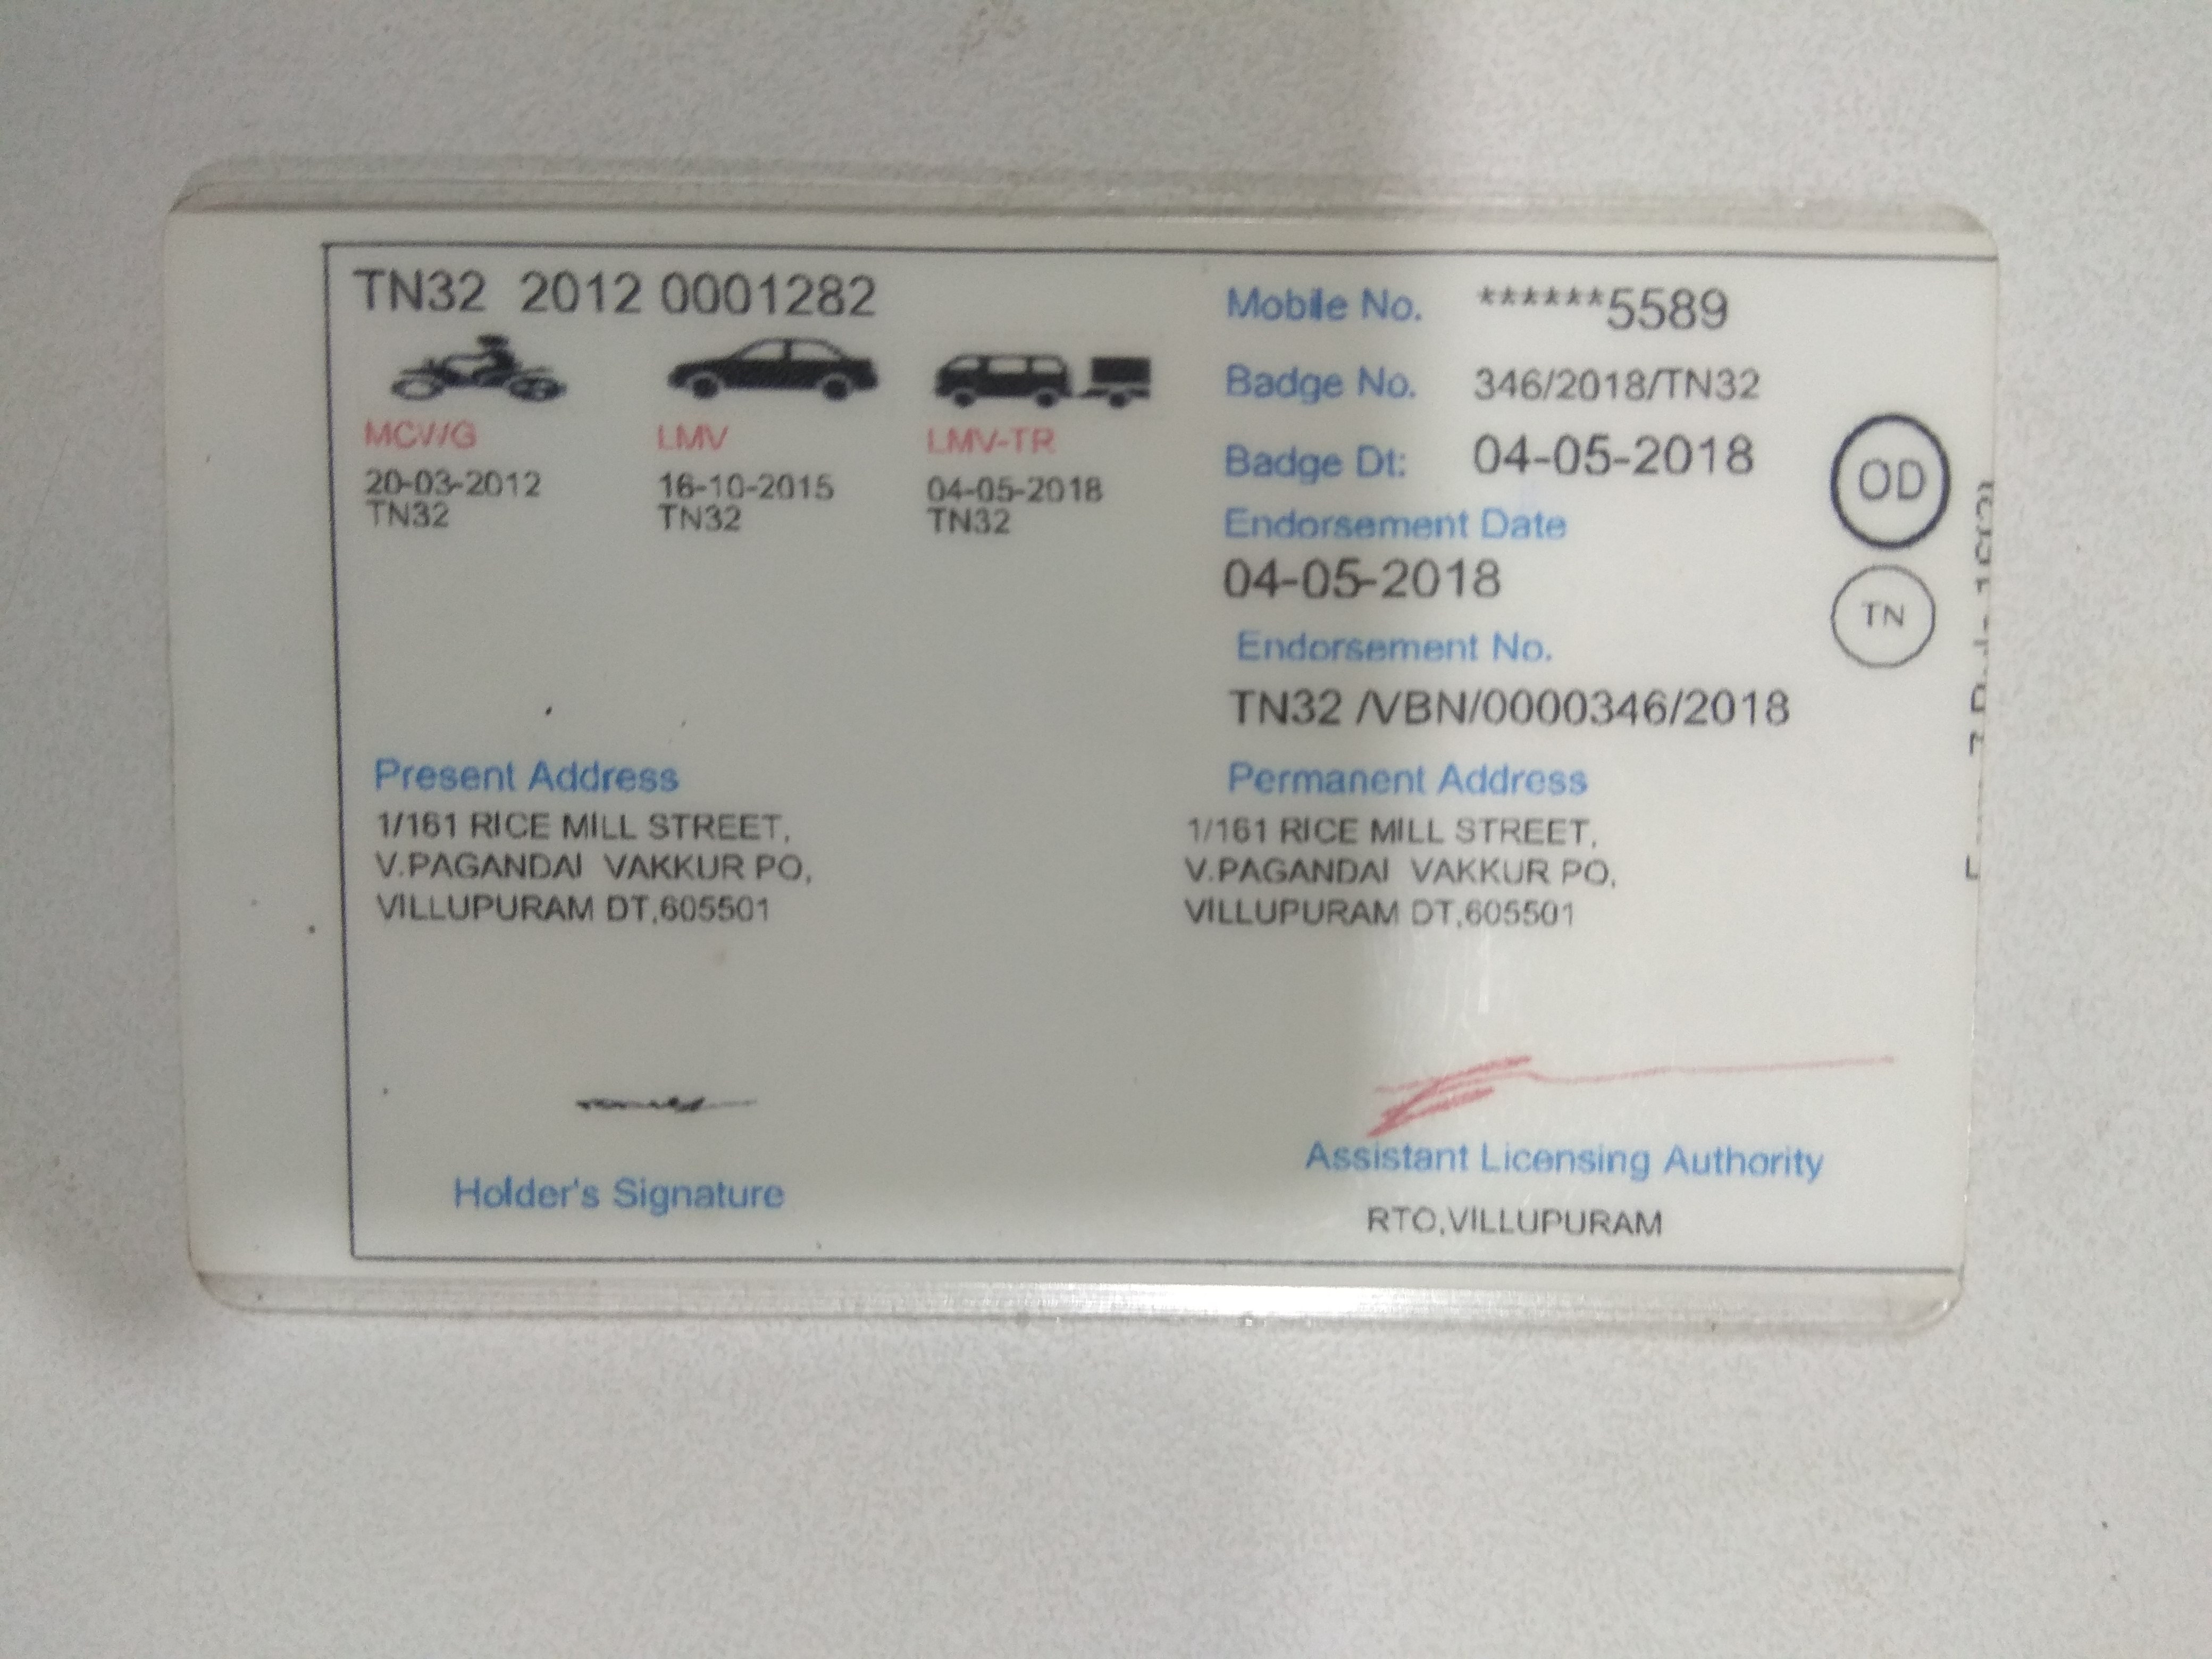 TN32 2012 0001282
MCWG
20-03-2012
TN32
LMV
16-10-2015
TN32
LMV-TR
04-05-2018
TN32
Mobile No. ******5589
Badge No. 346/2018/TN32
Badge Dt: 04-05-2018
Endorsement Date
04-05-2018
Endorsement No.
TN32 /VBN/0000346/2018
OD
TN
Present Address
1/161 RICE MILL STREET,
V.PAGANDAI VAKKUR PO,
VILLUPURAM DT,605501
Permanent Address
1/161 RICE MILL STREET,
V.PAGANDAI VAKKUR PO,
VILLUPURAM DT,605501
Holder's Signature
Assistant Licensing Authority
RTO,VILLUPURAM